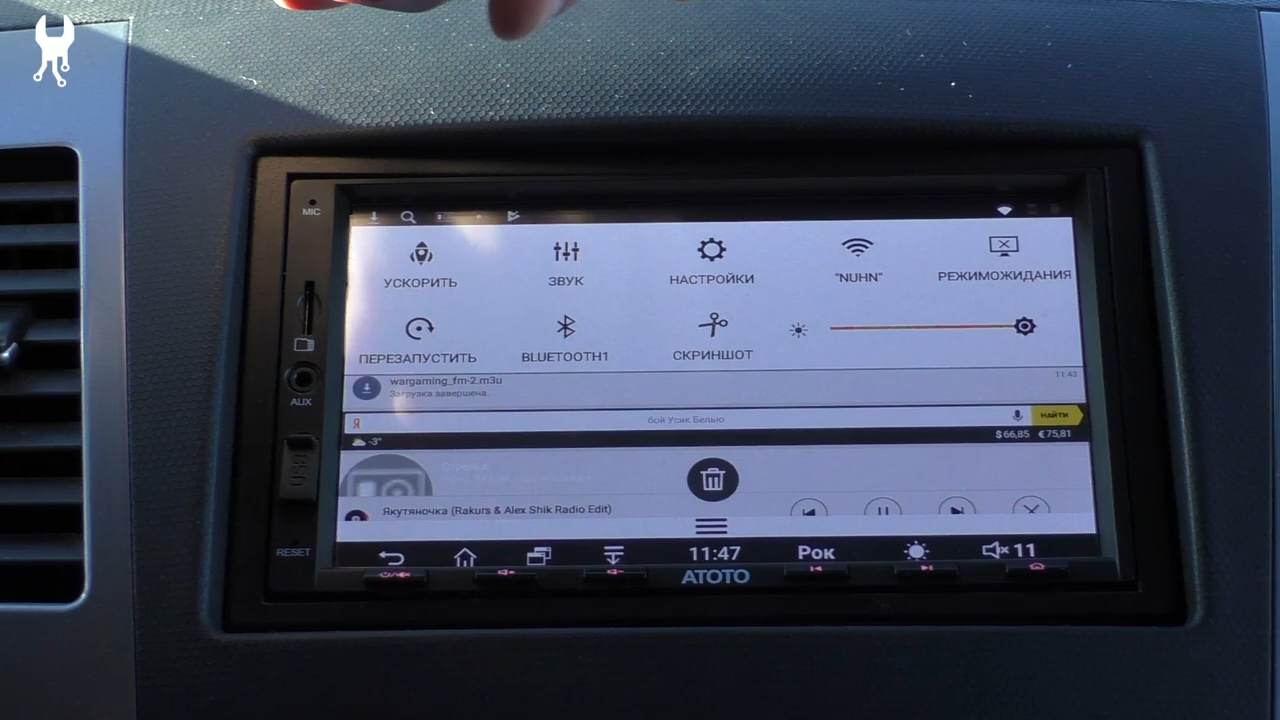 MIC
УСКОРИТЬ
ЗВУК
НАСТРОЙКИ
"NUHN"
РЕЖИМОЖИДАНИЯ
ПЕРЕЗАПУСТИТЬ
BLUETOOTH1
СКРИНШОТ
wargaming_fm-2.m3u
Загрузка завершена.
11:43
AUX
Я
бой Усик Белью
НАЙТИ
-3°
$66,85 €75,81
USB
Якутяночка (Rakurs & Alex Shik Radio Edit)
RESET
11:47
Рок
11
ATOTO